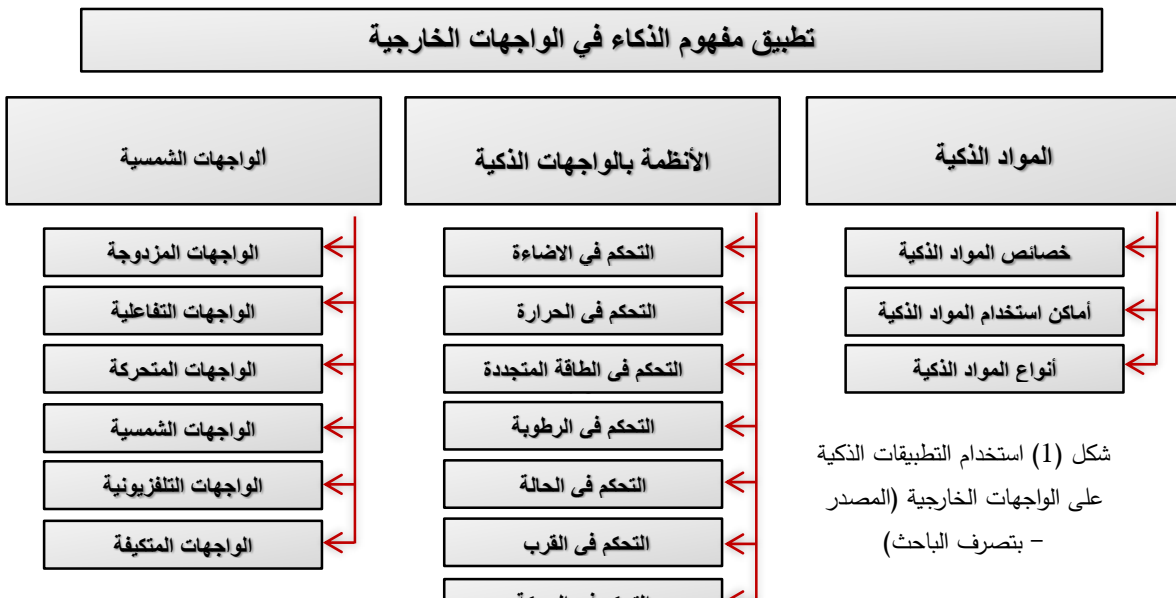 تطبيق مفهوم الذكاء في الواجهات الخارجية
المواد الذكية
خصائص المواد الذكية
أماكن استخدام المواد الذكية
أنواع المواد الذكية
الأنظمة بالواجهات الذكية
التحكم في الاضاءة
التحكم فى الحرارة
التحكم فى الطاقة المتجددة
التحكم فى الرطوبة
التحكم فى الحالة
التحكم فى القرب
الواجهات الشمسية
الواجهات المزدوجة
الواجهات التفاعلية
الواجهات المتحركة
الواجهات الشمسية
الواجهات التلفزيونية
الواجهات المتكيفة
شكل (1) استخدام التطبيقات الذكية
على الواجهات الخارجية (المصدر
– بتصرف الباحث)